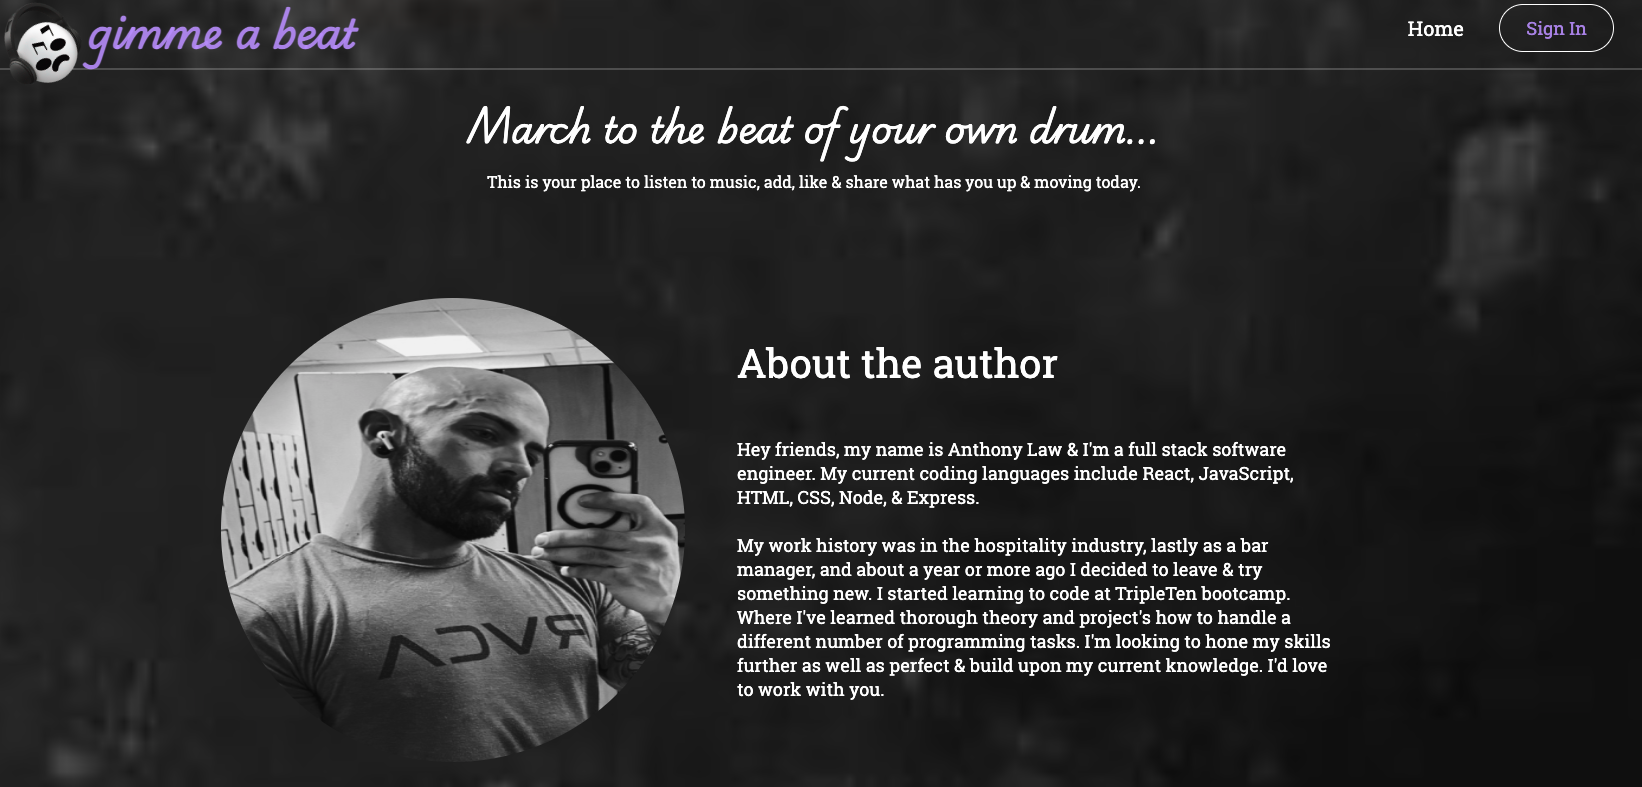 gimme a beat
Home
Sign In
March to the beat of your own drum...
This is your place to listen to music, add, like & share what has you up & moving today.
About the author
Hey friends, my name is Anthony Law & I'm a full stack software
engineer. My current coding languages include React, JavaScript,
HTML, CSS, Node, & Express.
My work history was in the hospitality industry, lastly as a bar
manager, and about a year or more ago I decided to leave & try
something new. I started learning to code at TripleTen bootcamp.
Where I've learned thorough theory and project's how to handle a
different number of programming tasks. I'm looking to hone my skills
further as well as perfect & build upon my current knowledge. I'd love
to work with you.
RVCA